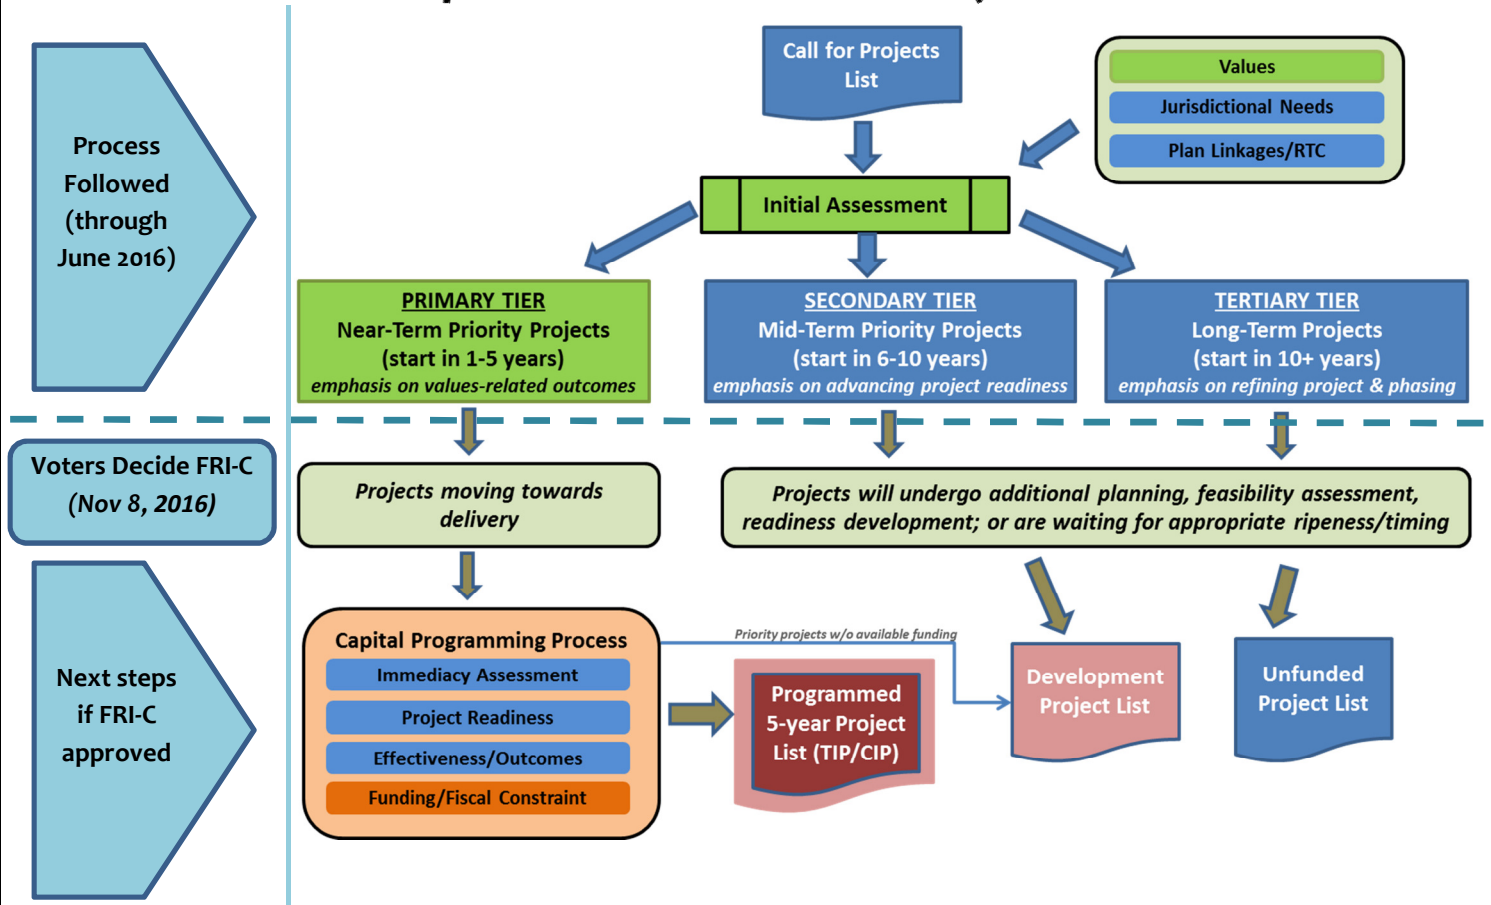 Call for Projects
List
Values
Jurisdictional Needs
Plan Linkages/RTC
Process
Followed
(through
June 2016)
Initial Assessment
PRIMARY TIER
Near-Term Priority Projects
(start in 1-5 years)
emphasis on values-related outcomes
SECONDARY TIER
Mid-Term Priority Projects
(start in 6-10 years)
emphasis on advancing project readiness
TERTIARY TIER
Long-Term Projects
(start in 10+ years)
emphasis on refining project & phasing
Voters Decide FRI-C
(Nov 8, 2016)
Projects moving towards
delivery
Projects will undergo additional planning, feasibility assessment,
readiness development; or are waiting for appropriate ripeness/timing
Next steps
if FRI-C
approved
Capital Programming Process
Immediacy Assessment
Project Readiness
Effectiveness/Outcomes
Funding/Fiscal Constraint
Priority projects w/o available funding
Programmed
5-year Project
List (TIP/CIP)
Development
Project List
Unfunded
Project List